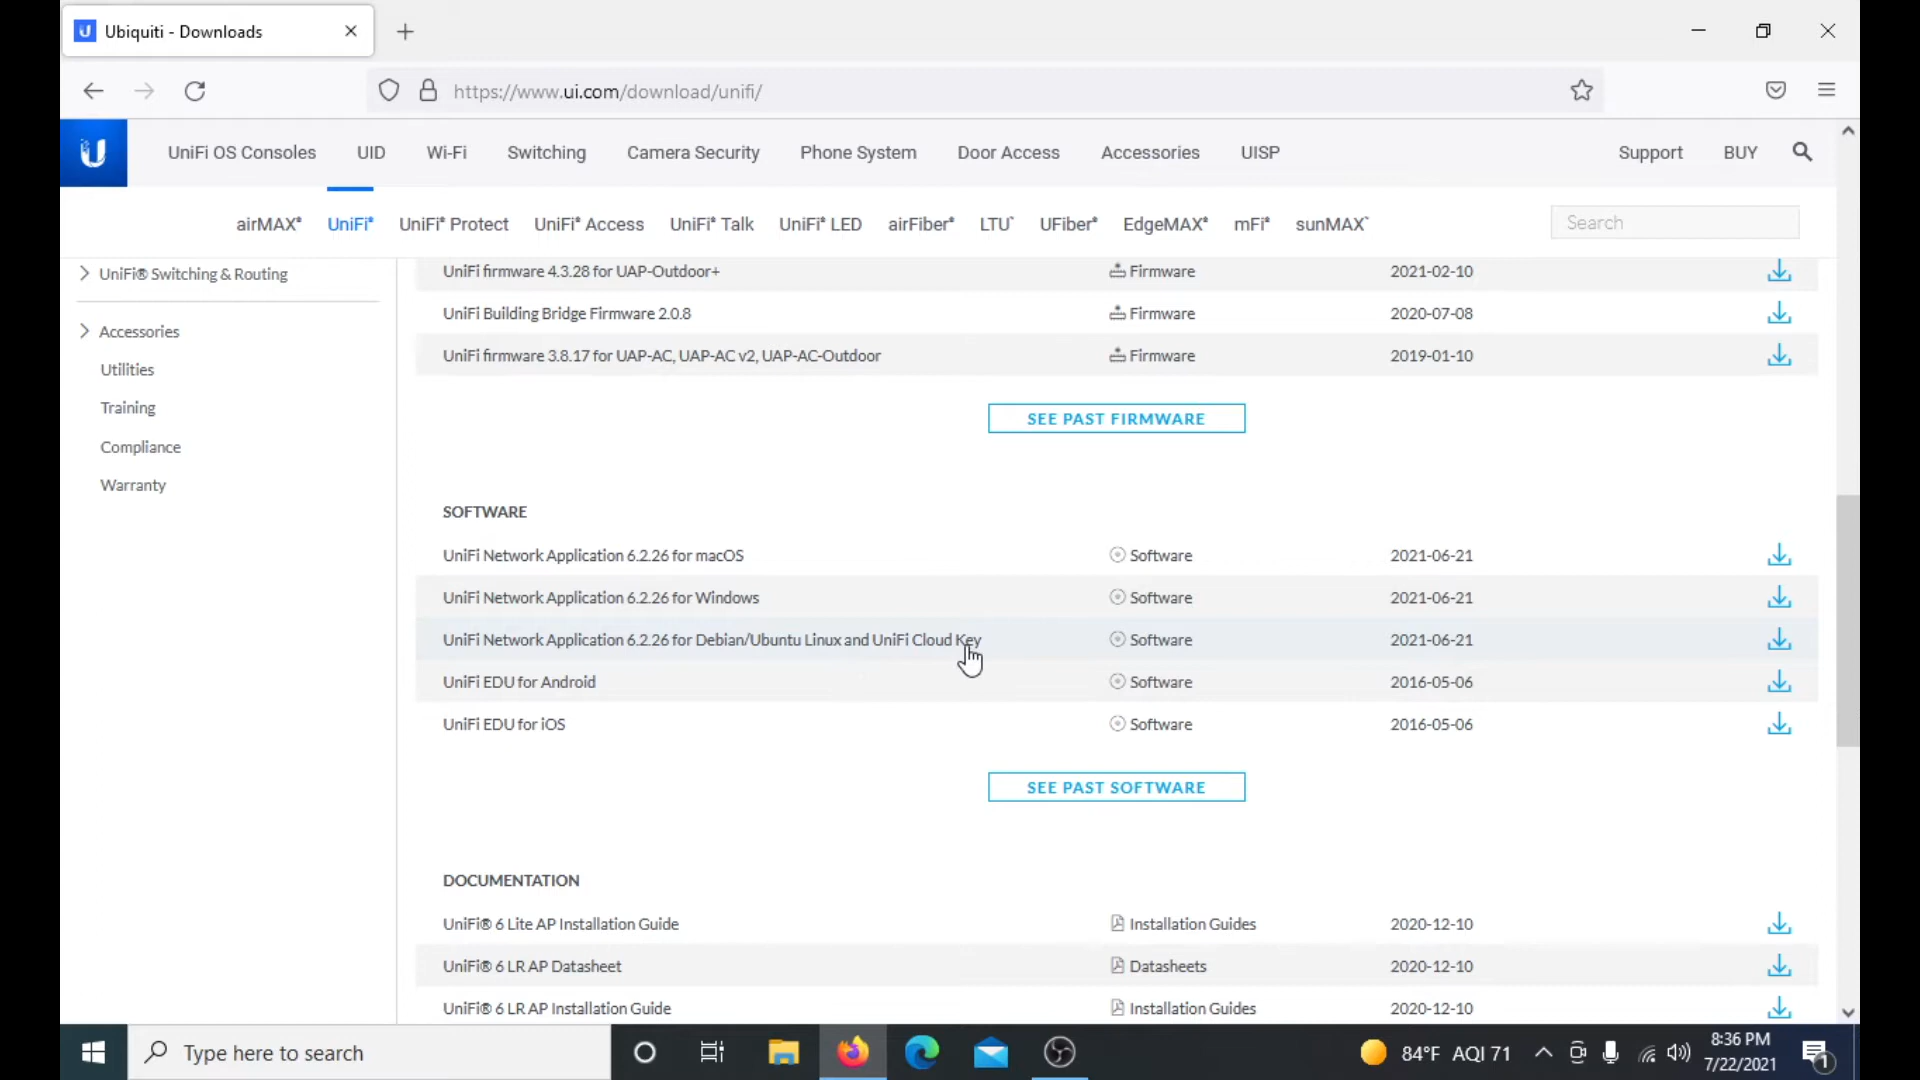 Ubiquiti - Downloads
https://www.ui.com/download/unifi/
UniFi OS Consoles UID Wi-Fi Switching Camera Security Phone System Door Access Accessories UISP Support BUY
airMAX® UniFi® UniFi® Protect UniFi® Access UniFi® Talk UniFi® LED airFiber® LTU™ UFiber® EdgeMAX® mFi® sunMAX™ Search
UniFi® Switching & Routing
Accessories
Utilities
Training
Compliance
Warranty
UniFi firmware 4.3.28 for UAP-Outdoor+ Firmware 2021-02-10
UniFi Building Bridge Firmware 2.0.8 Firmware 2020-07-08
UniFi firmware 3.8.17 for UAP-AC, UAP-AC v2, UAP-AC-Outdoor Firmware 2019-01-10
SEE PAST FIRMWARE
SOFTWARE
UniFi Network Application 6.2.26 for macOS Software 2021-06-21
UniFi Network Application 6.2.26 for Windows Software 2021-06-21
UniFi Network Application 6.2.26 for Debian/Ubuntu Linux and UniFi Cloud Key Software 2021-06-21
UniFi EDU for Android Software 2016-05-06
UniFi EDU for iOS Software 2016-05-06
SEE PAST SOFTWARE
DOCUMENTATION
UniFi® 6 Lite AP Installation Guide Installation Guides 2020-12-10
UniFi® 6 LR AP Datasheet Datasheets 2020-12-10
UniFi® 6 LR AP Installation Guide Installation Guides 2020-12-10
Type here to search
84°F AQI 71
8:36 PM
7/22/2021
1